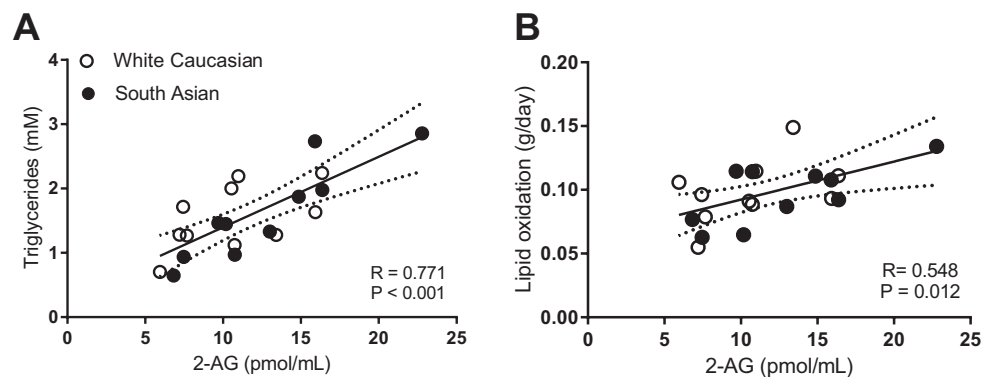 A
White Caucasian
South Asian
Triglycerides (mM)
4
3
2
1
0
0 5 10 15 20 25
2-AG (pmol/mL)
R = 0.771
P < 0.001
B
Lipid oxidation (g/day)
0.20
0.15
0.10
0.05
0.00
0 5 10 15 20 25
2-AG (pmol/mL)
R= 0.548
P = 0.012